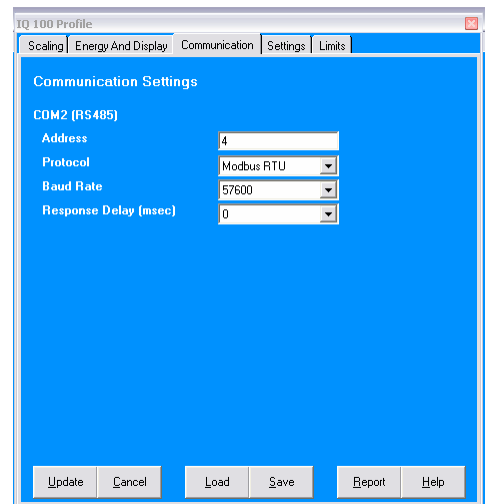 IQ 100 Profile
Scaling Energy And Display Communication Settings Limits
Communication Settings
COM2 (RS485)
Address 4
Protocol Modbus RTU
Baud Rate 57600
Response Delay (msec) 0
Update Cancel Load Save Report Help